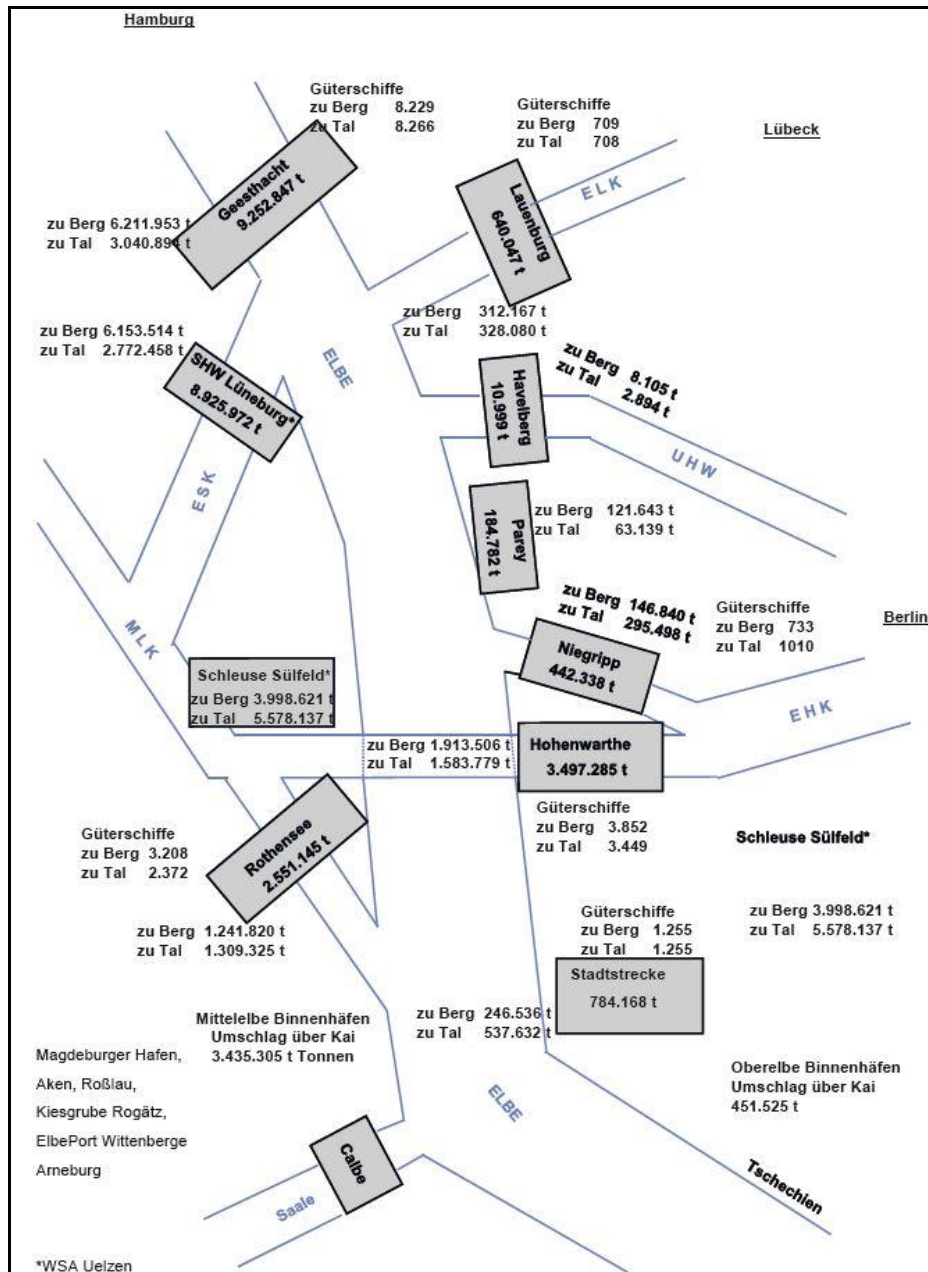 Hamburg
Güterschiffe
zu Berg 8.229
zu Tal 8.266
Güterschiffe
zu Berg 709
zu Tal 708
Lübeck
Geesthacht
9.252.847 t
Lauenburg
640.047 t
ELK
zu Berg 6.211.953 t
zu Tal 3.040.894 t
zu Berg 312.167 t
zu Tal 328.080 t
zu Berg 6.153.514 t
zu Tal 2.772.458 t
ELBE
SHW Lüneburg*
8.925.972 t
Havelberg
10.999 t
zu Berg 8.105 t
zu Tal 2.894 t
UHW
ESK
Parey
184.782 t
zu Berg 121.643 t
zu Tal 63.139 t
zu Berg 146.840 t
zu Tal 295.498 t
Güterschiffe
zu Berg 733
zu Tal 1010
Berlin
MLK
Niegripp
442.338 t
Schleuse Sülfeld*
zu Berg 3.998.621 t
zu Tal 5.578.137 t
EHK
zu Berg 1.913.506 t
zu Tal 1.583.779 t
Hohenwarthe
3.497.285 t
Güterschiffe
zu Berg 3.208
zu Tal 2.372
Rothensee
2.551.145 t
Güterschiffe
zu Berg 3.852
zu Tal 3.449
Schleuse Sülfeld*
zu Berg 3.998.621 t
zu Tal 5.578.137 t
zu Berg 1.241.820 t
zu Tal 1.309.325 t
Güterschiffe
zu Berg 1.255
zu Tal 1.255
Stadtstrecke
784.168 t
zu Berg 246.536 t
zu Tal 537.632 t
Mittelelbe Binnenhäfen
Umschlag über Kai
3.435.305 t Tonnen
Magdeburger Hafen,
Aken, Roßlau,
Kiesgrube Rogätz,
ElbePort Wittenberge
Arneburg
ELBE
Oberelbe Binnenhäfen
Umschlag über Kai
451.525 t
Calbe
Saale
Tschechien
*WSA Uelzen